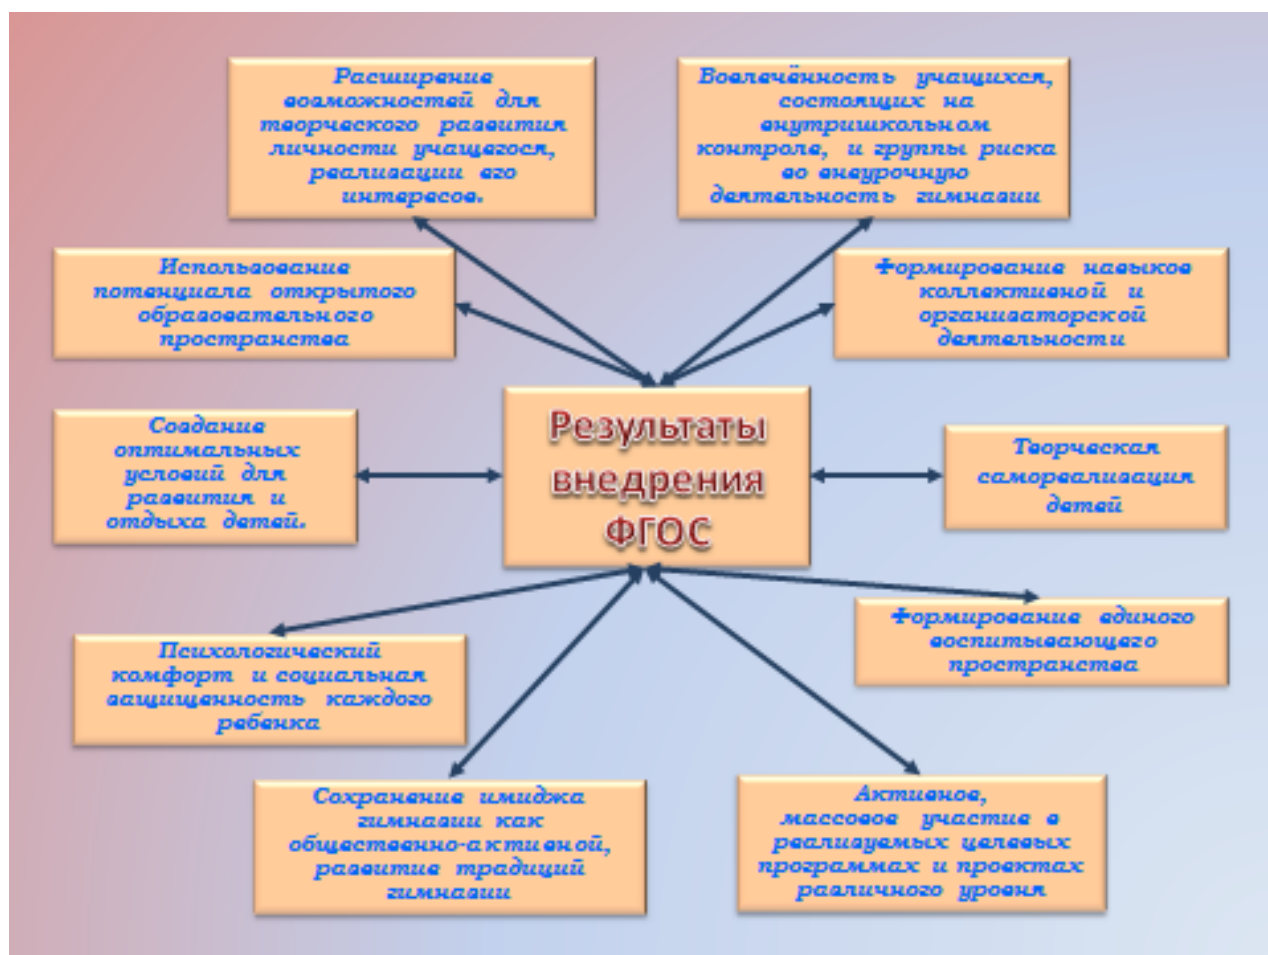 Расширение
возможностей для
творческого развития
личности учащегося,
реализации его
интересов.
Вовлечённость учащихся,
состоящих на
внутришкольном
контроле, и группы риска
во внеурочную
деятельность гимназии
Использование
потенциала открытого
образовательного
пространства
Формирование навыков
коллективной и
организаторской
деятельности
Создание
оптимальных
условий для
развития и
отдыха детей.
Результаты
внедрения
ФГОС
Творческая
самореализация
детей
Психологический
комфорт и социальная
защищенность каждого
ребенка
Формирование единого
воспитывающего
пространства
Сохранение имиджа
гимназии как
общественно-активной,
развитие традиций
гимназии
Активное,
массовое участие в
реализуемых целевых
программах и проектах
различного уровня